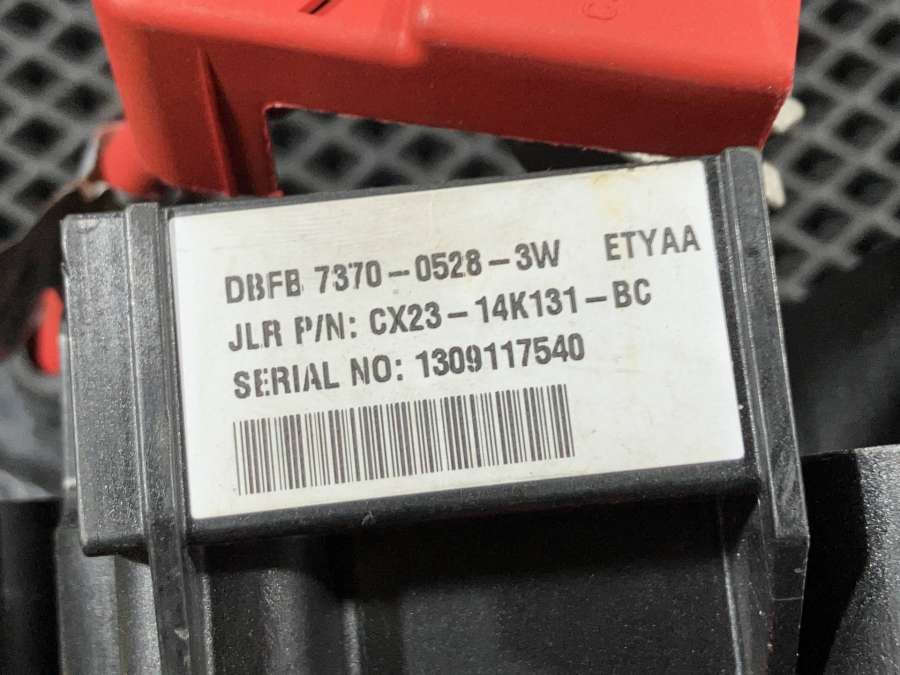 DBFB 7370-0528-3W ETYAA
JLR P/N: CX23-14K131-BC
SERIAL NO: 1309117540